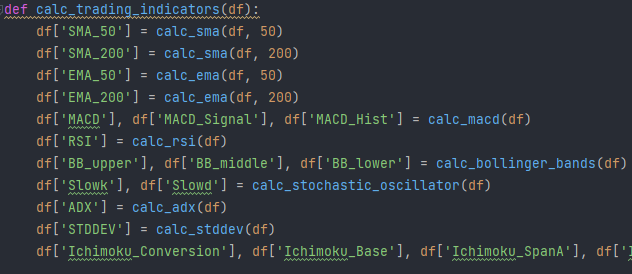 def calc_trading_indicators(df):
    df['SMA_50'] = calc_sma(df, 50)
    df['SMA_200'] = calc_sma(df, 200)
    df['EMA_50'] = calc_ema(df, 50)
    df['EMA_200'] = calc_ema(df, 200)
    df['MACD'], df['MACD_Signal'], df['MACD_Hist'] = calc_macd(df)
    df['RSI'] = calc_rsi(df)
    df['BB_upper'], df['BB_middle'], df['BB_lower'] = calc_bollinger_bands(df)
    df['Slowk'], df['Slowd'] = calc_stochastic_oscillator(df)
    df['ADX'] = calc_adx(df)
    df['STDDEV'] = calc_stddev(df)
    df['Ichimoku_Conversion'], df['Ichimoku_Base'], df['Ichimoku_SpanA'], df['